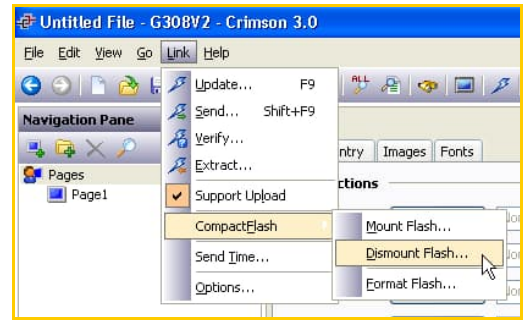 Untitled File - G308V2 - Crimson 3.0
File Edit View Go Link Help
ALL
Navigation Pane
Pages
Page1
Update... F9
Send... Shift+F9
Verify...
Extract...
Support Upload
CompactFlash
Send Time...
Options...
ntry Images Fonts
ctions
Mount Flash...
Dismount Flash...
Format Flash...